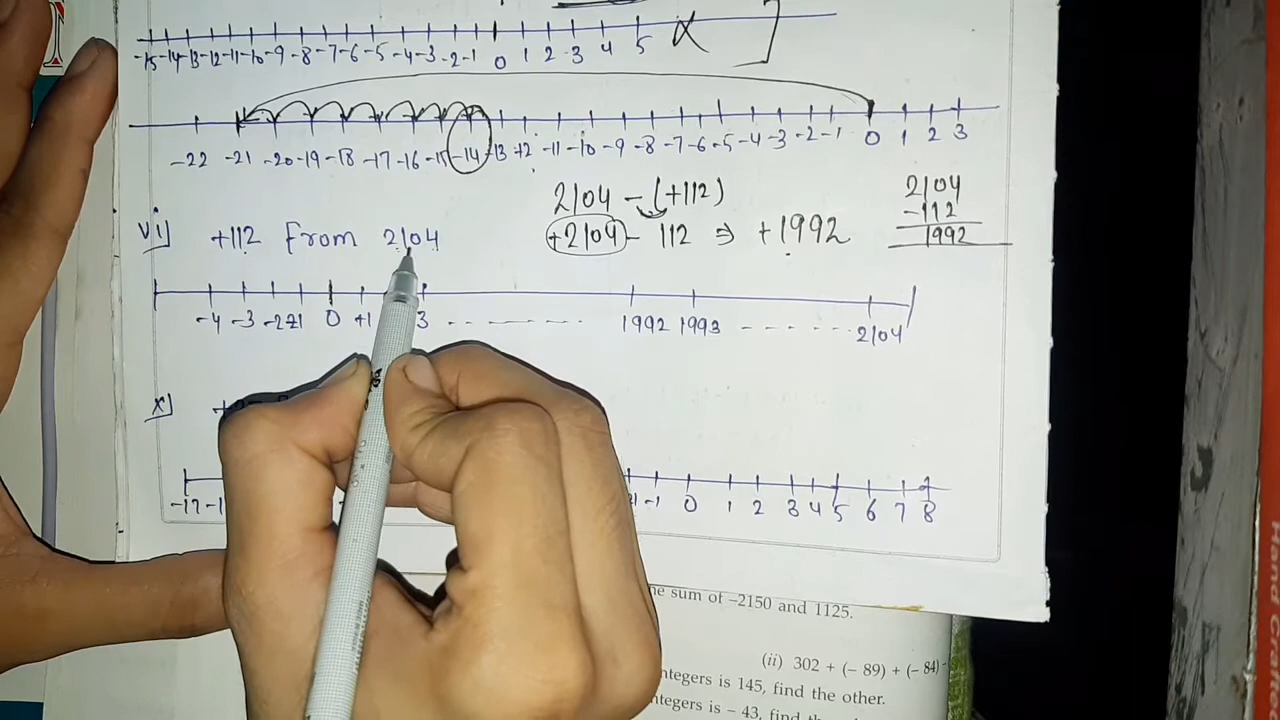 -15 -14 -13 -12 -11 -10 -9 -8 -7 -6 -5 -4 -3 -2 -1 0 1 2 3 4 5 X ]
-22 -21 -20 -19 -18 -17 -16 -15 -14 -13 +2 -11 -10 -9 -8 -7 -6 -5 -4 -3 -2 -1 0 1 2 3
2104 - (+112)
2104
-112
1992
vi] +112 From 2104
+2104 - 112 ⇒ +1992
-4 -3 -2 -1 0 +1 3 - - - - - - 1992 1993 - - - - - - 2104
x]
-17 -1 0 1 2 3 4 5 6 7 8
he sum of -2150 and 1125.
(ii) 302 + (- 89) + (- 84)
ntegers is 145, find the other.
ntegers is - 43, find